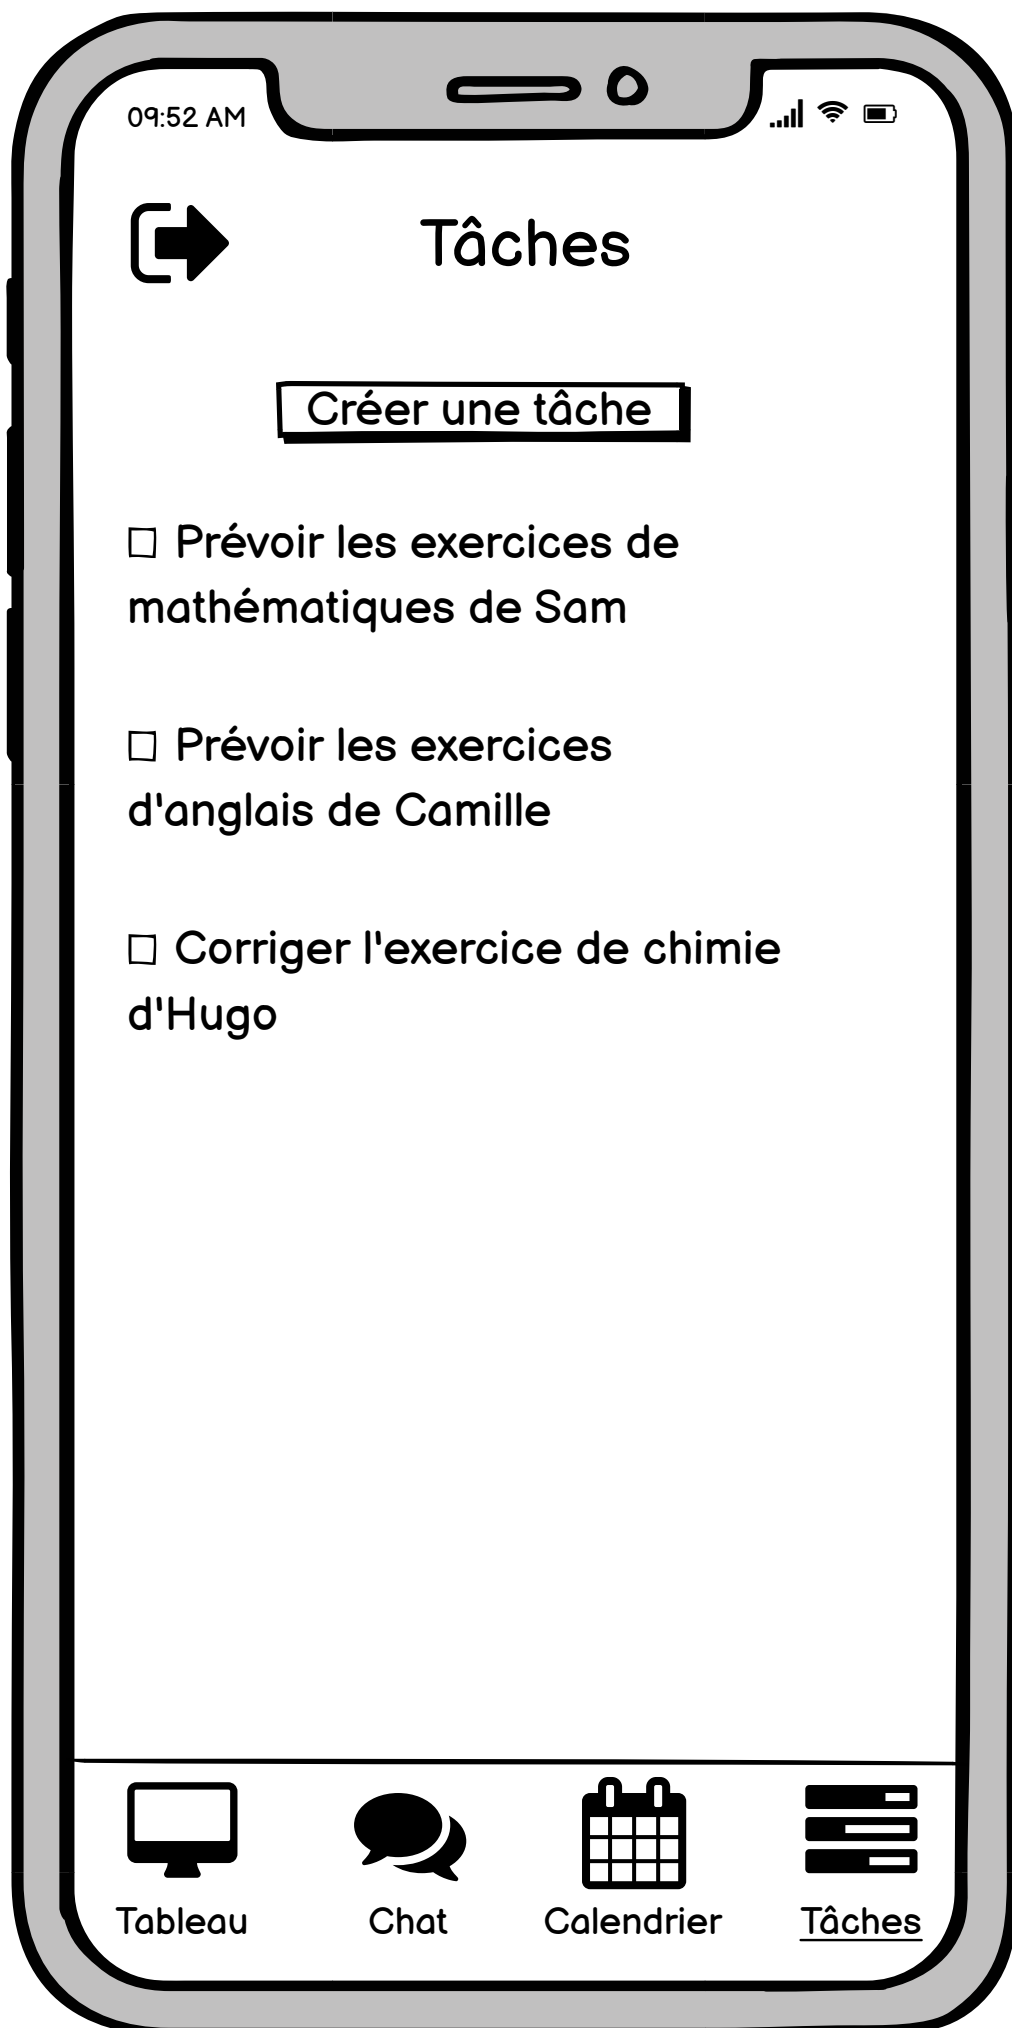 09:52 AM
Tâches
Créer une tâche
Prévoir les exercices de
mathématiques de Sam
Prévoir les exercices
d'anglais de Camille
Corriger l'exercice de chimie
d'Hugo
Tableau Chat Calendrier Tâches